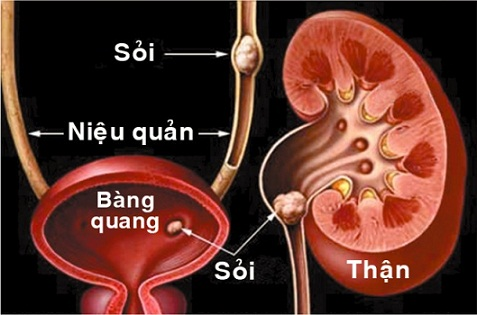 Sỏi
Niệu quản
Bàng
quang
Sỏi
Thận